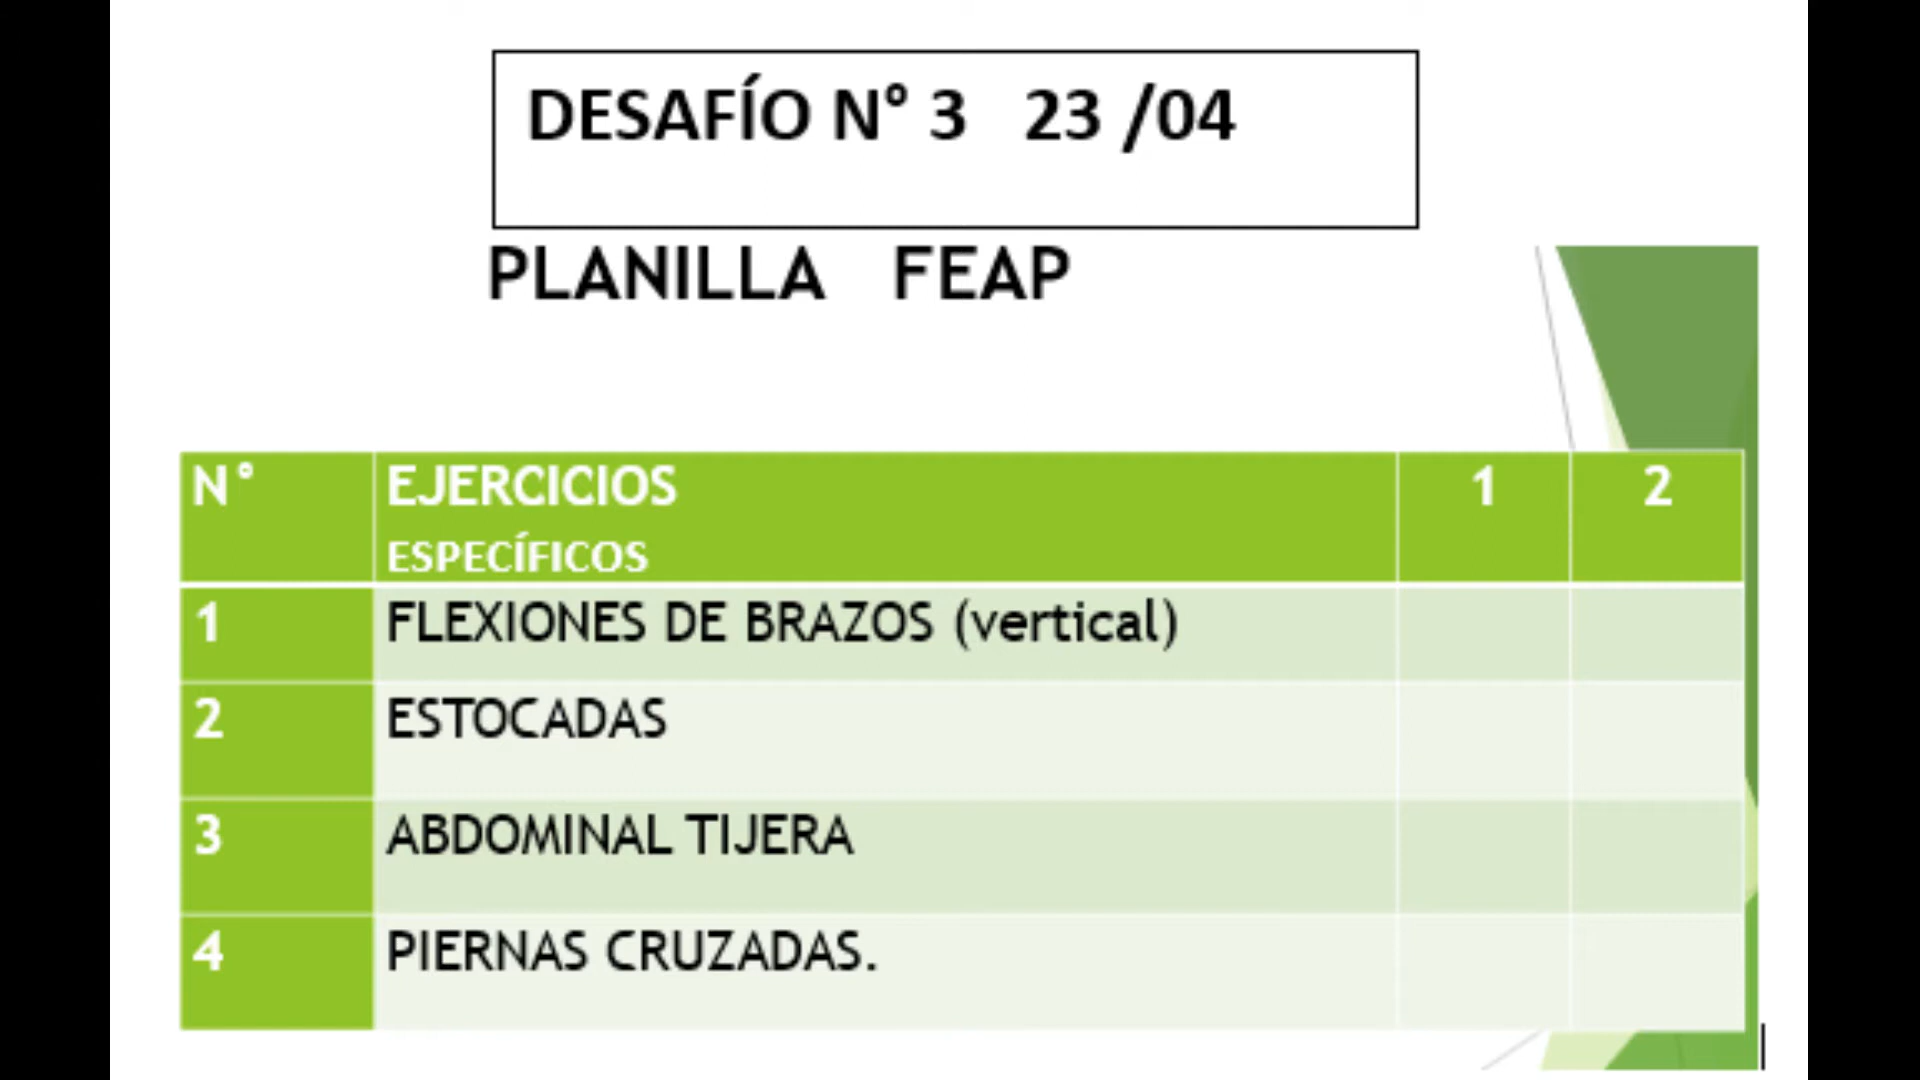 DESAFÍO N° 3 23 /04
PLANILLA FEAP
N° EJERCICIOS 1 2
ESPECÍFICOS
1 FLEXIONES DE BRAZOS (vertical)
2 ESTOCADAS
3 ABDOMINAL TIJERA
4 PIERNAS CRUZADAS.